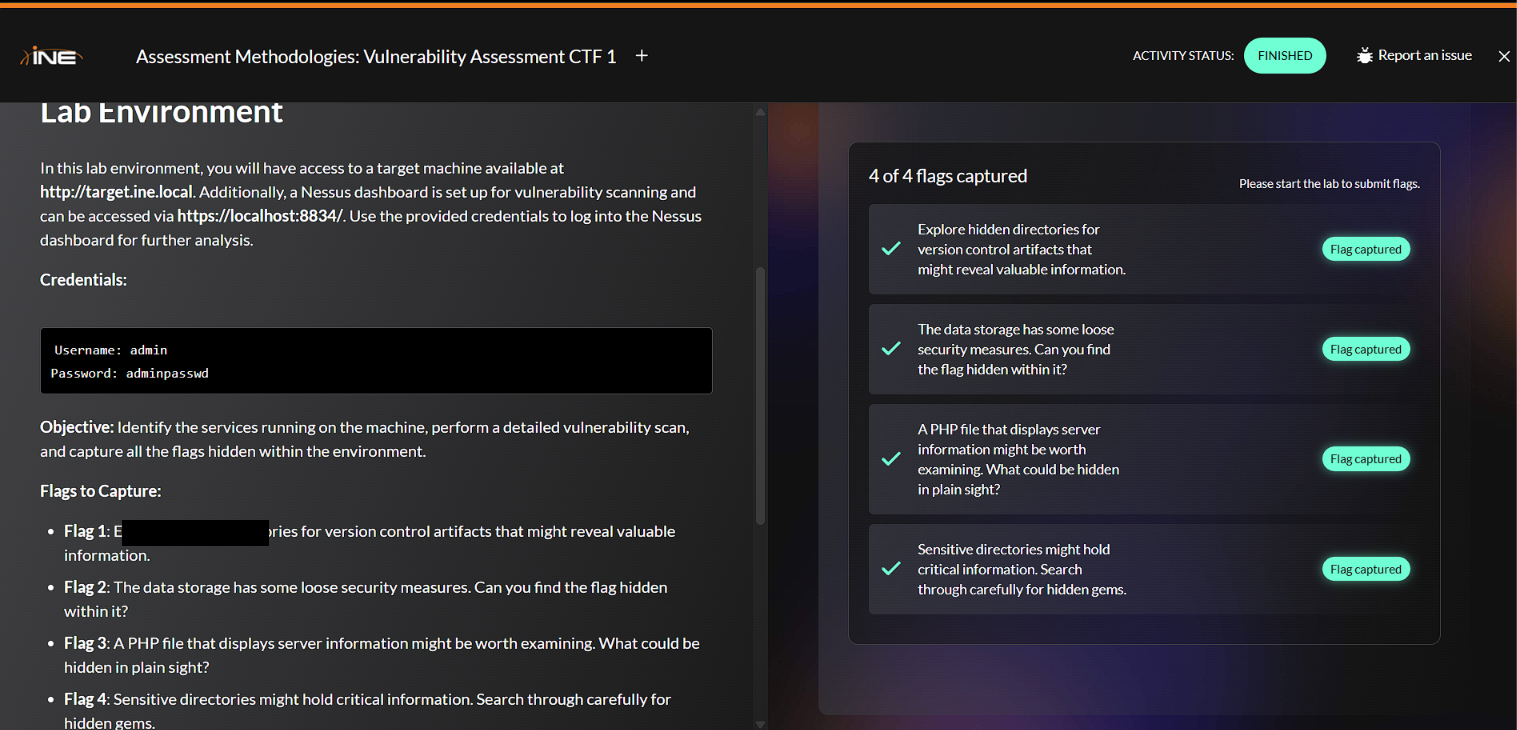 INE
Assessment Methodologies: Vulnerability Assessment CTF 1 +
ACTIVITY STATUS: FINISHED
Report an issue
Lab Environment
In this lab environment, you will have access to a target machine available at
http://target.ine.local. Additionally, a Nessus dashboard is set up for vulnerability scanning and
can be accessed via https://localhost:8834/. Use the provided credentials to log into the Nessus
dashboard for further analysis.
Credentials:
Username: admin
Password: adminpasswd
Objective: Identify the services running on the machine, perform a detailed vulnerability scan,
and capture all the flags hidden within the environment.
Flags to Capture:
• Flag 1: E ries for version control artifacts that might reveal valuable
information.
• Flag 2: The data storage has some loose security measures. Can you find the flag hidden
within it?
• Flag 3: A PHP file that displays server information might be worth examining. What could be
hidden in plain sight?
• Flag 4: Sensitive directories might hold critical information. Search through carefully for
hidden gems.
4 of 4 flags captured
Please start the lab to submit flags.
Explore hidden directories for
version control artifacts that
might reveal valuable information.
Flag captured
The data storage has some loose
security measures. Can you find
the flag hidden within it?
Flag captured
A PHP file that displays server
information might be worth
examining. What could be hidden
in plain sight?
Flag captured
Sensitive directories might hold
critical information. Search
through carefully for hidden gems.
Flag captured